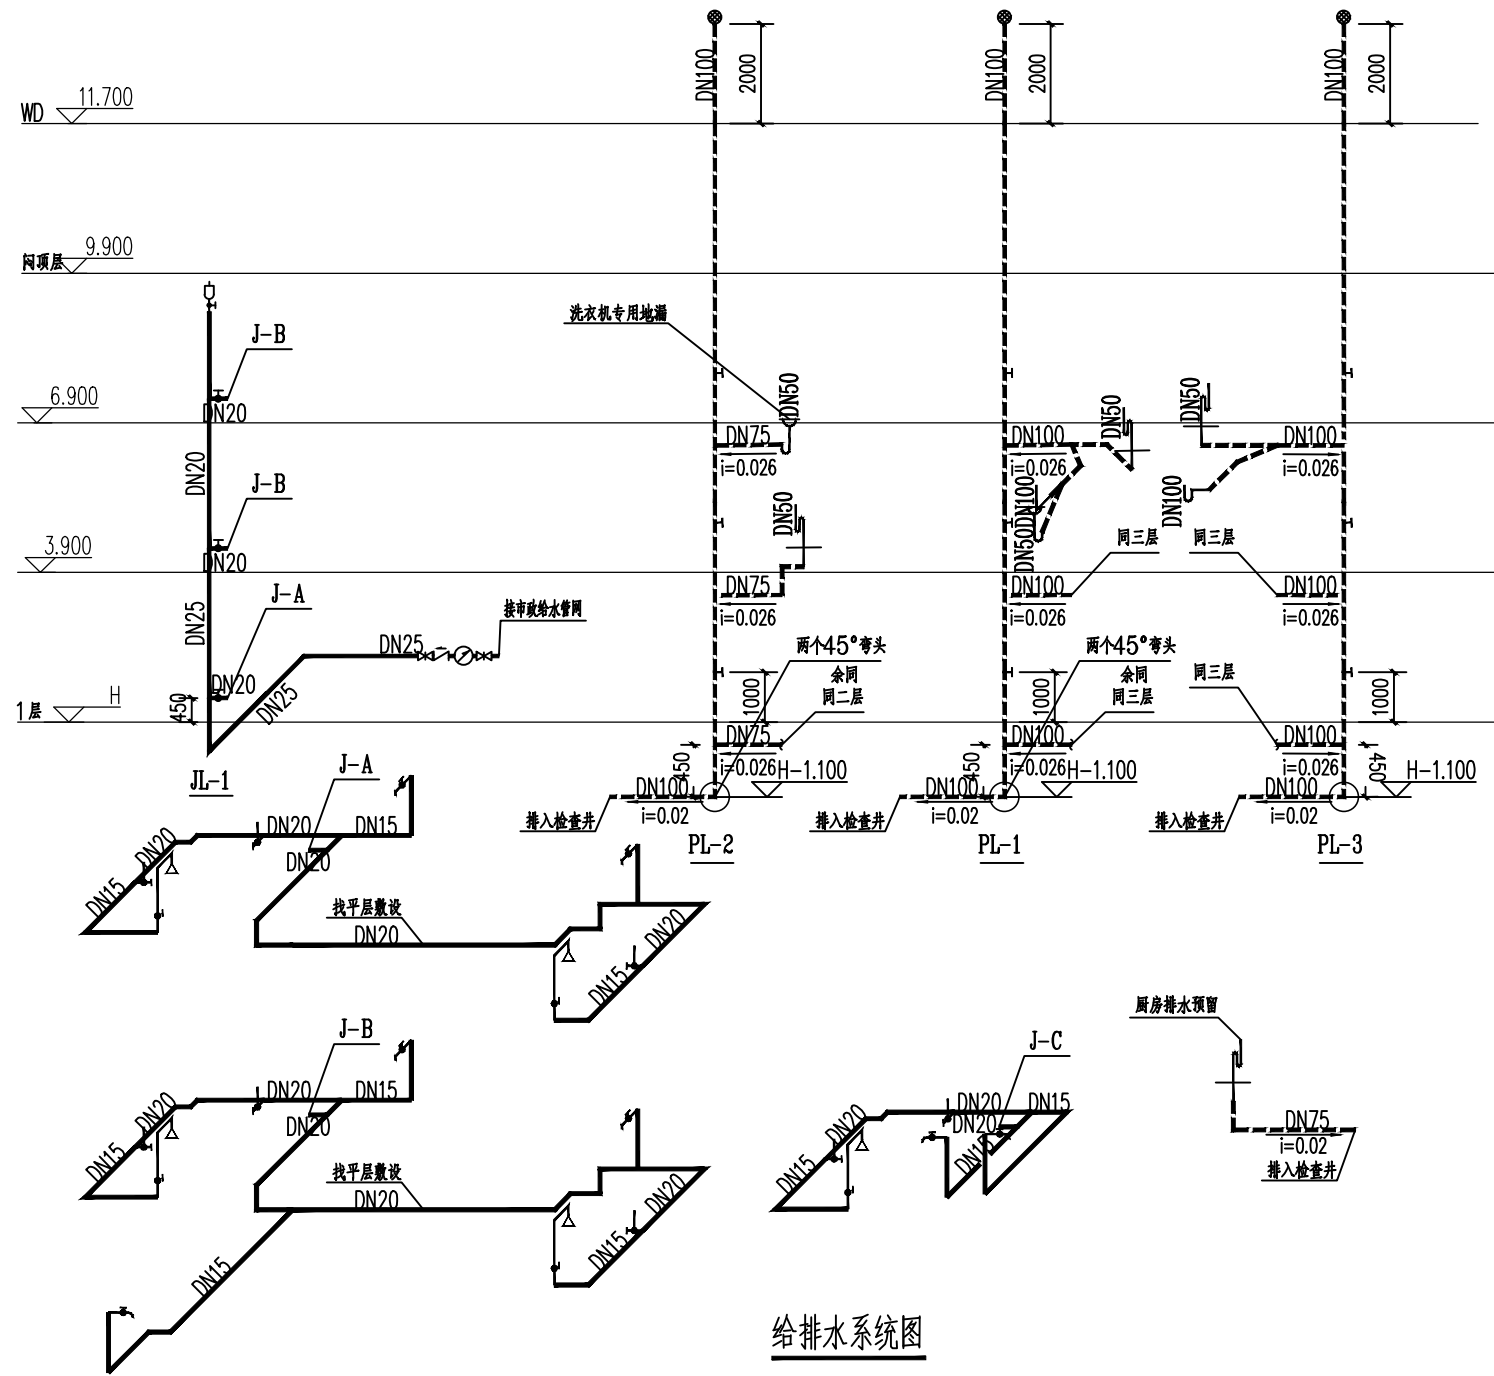 DN100
2000
DN100
2000
DN100
2000
WD
11.700
闷顶层
9.900
洗衣机专用地漏
J-B
6.900
DN20
DN20
DN75
i=0.026
DN50
DN100
i=0.026
DN50
DN50
DN100
i=0.026
J-B
DN50
DN50DN100
DN100
3.900
DN20
DN25
DN75
i=0.026
同三层
DN100
i=0.026
同三层
DN100
i=0.026
J-A
接市政给水管网
DN25
DN20
DN25
450
1层
H
两个45°弯头
余同
同二层
1000
DN75
i=0.026
450
两个45°弯头
余同
同三层
1000
DN100
i=0.026
450
同三层
1000
DN100
i=0.026
450
H-1.100
H-1.100
H-1.100
DN100
i=0.02
排入检查井
DN100
i=0.02
排入检查井
DN100
i=0.02
排入检查井
JL-1
PL-2
PL-1
PL-3
J-A
DN20
DN20
DN15
DN20
DN15
找平层敷设
DN20
DN20
DN15
J-B
DN20
DN20
DN15
DN20
DN15
找平层敷设
DN20
DN20
DN15
DN15
J-C
DN20
DN20
DN15
DN20
DN15
DN15
厨房排水预留
DN75
i=0.02
排入检查井
给排水系统图